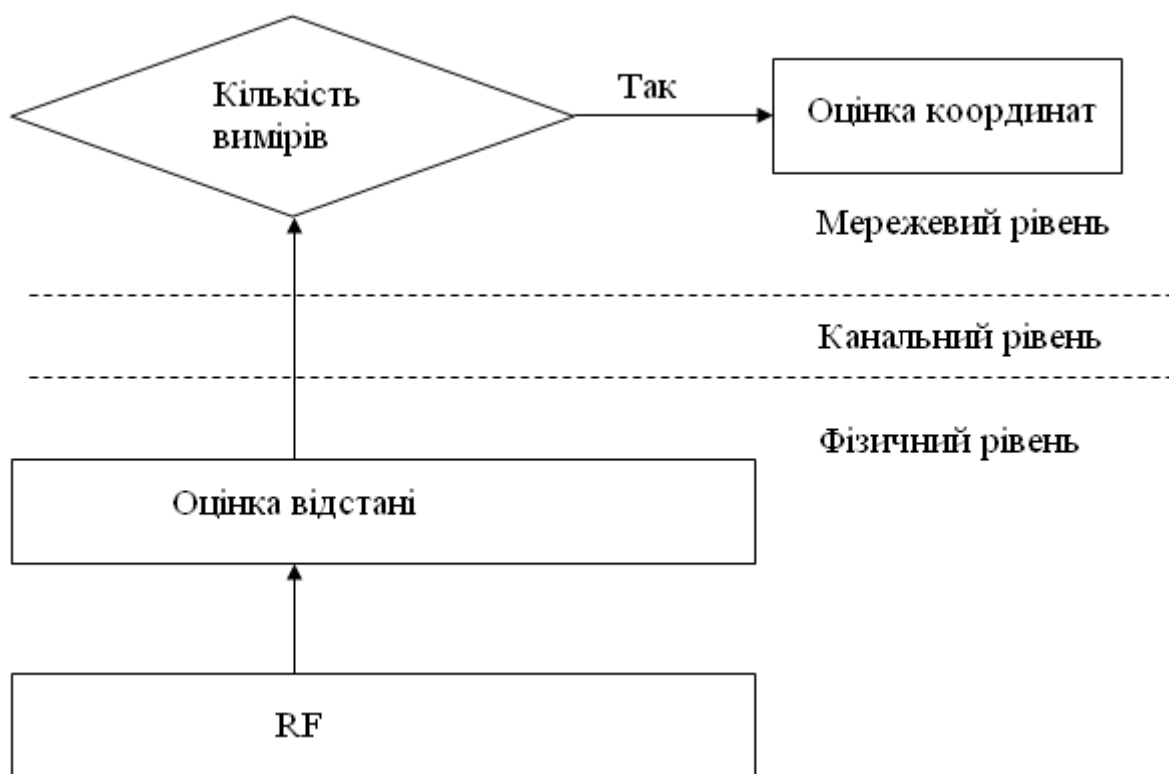 Кількість
вимірів
Так
Оцінка координат
Мережевий рівень
Канальний рівень
Фізичний рівень
Оцінка відстані
RF